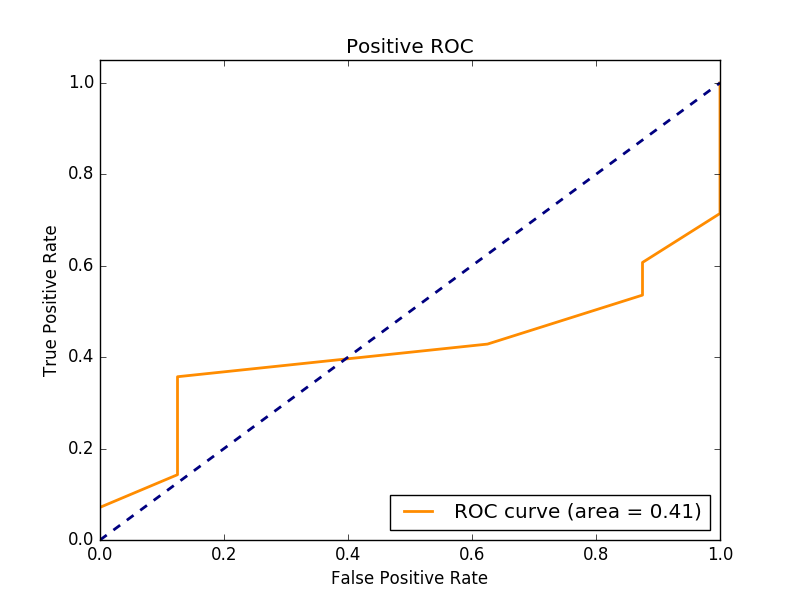 Positive ROC
1.0
0.8
0.6
0.4
0.2
0.0
True Positive Rate
ROC curve (area = 0.41)
0.0 0.2 0.4 0.6 0.8 1.0
False Positive Rate